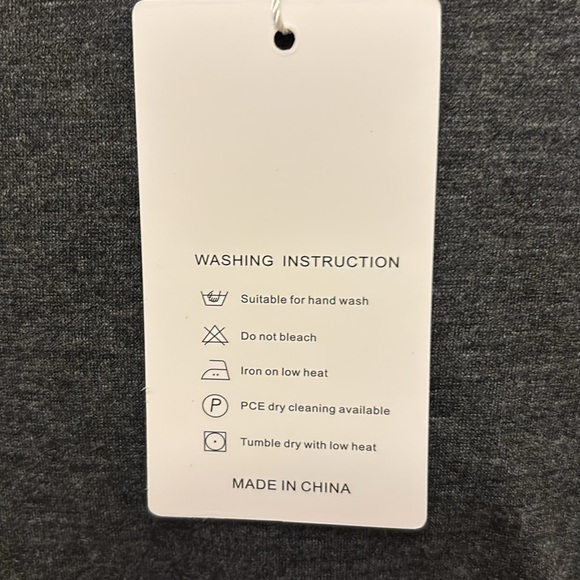 WASHING INSTRUCTION
Suitable for hand wash
Do not bleach
Iron on low heat
P PCE dry cleaning available
Tumble dry with low heat
MADE IN CHINA